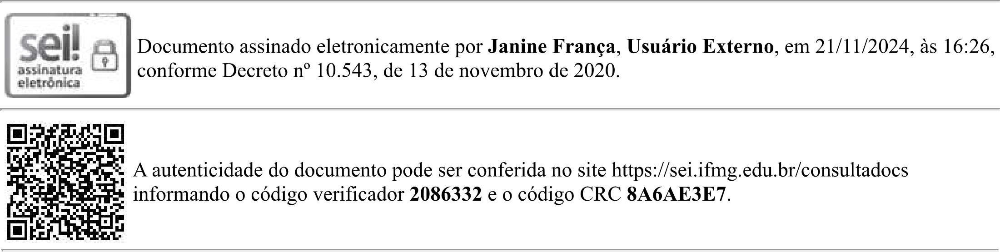 sei!
assinatura
eletrônica
Documento assinado eletronicamente por Janine França, Usuário Externo, em 21/11/2024, às 16:26,
conforme Decreto nº 10.543, de 13 de novembro de 2020.
A autenticidade do documento pode ser conferida no site https://sei.ifmg.edu.br/consultadocs
informando o código verificador 2086332 e o código CRC 8A6AE3E7.